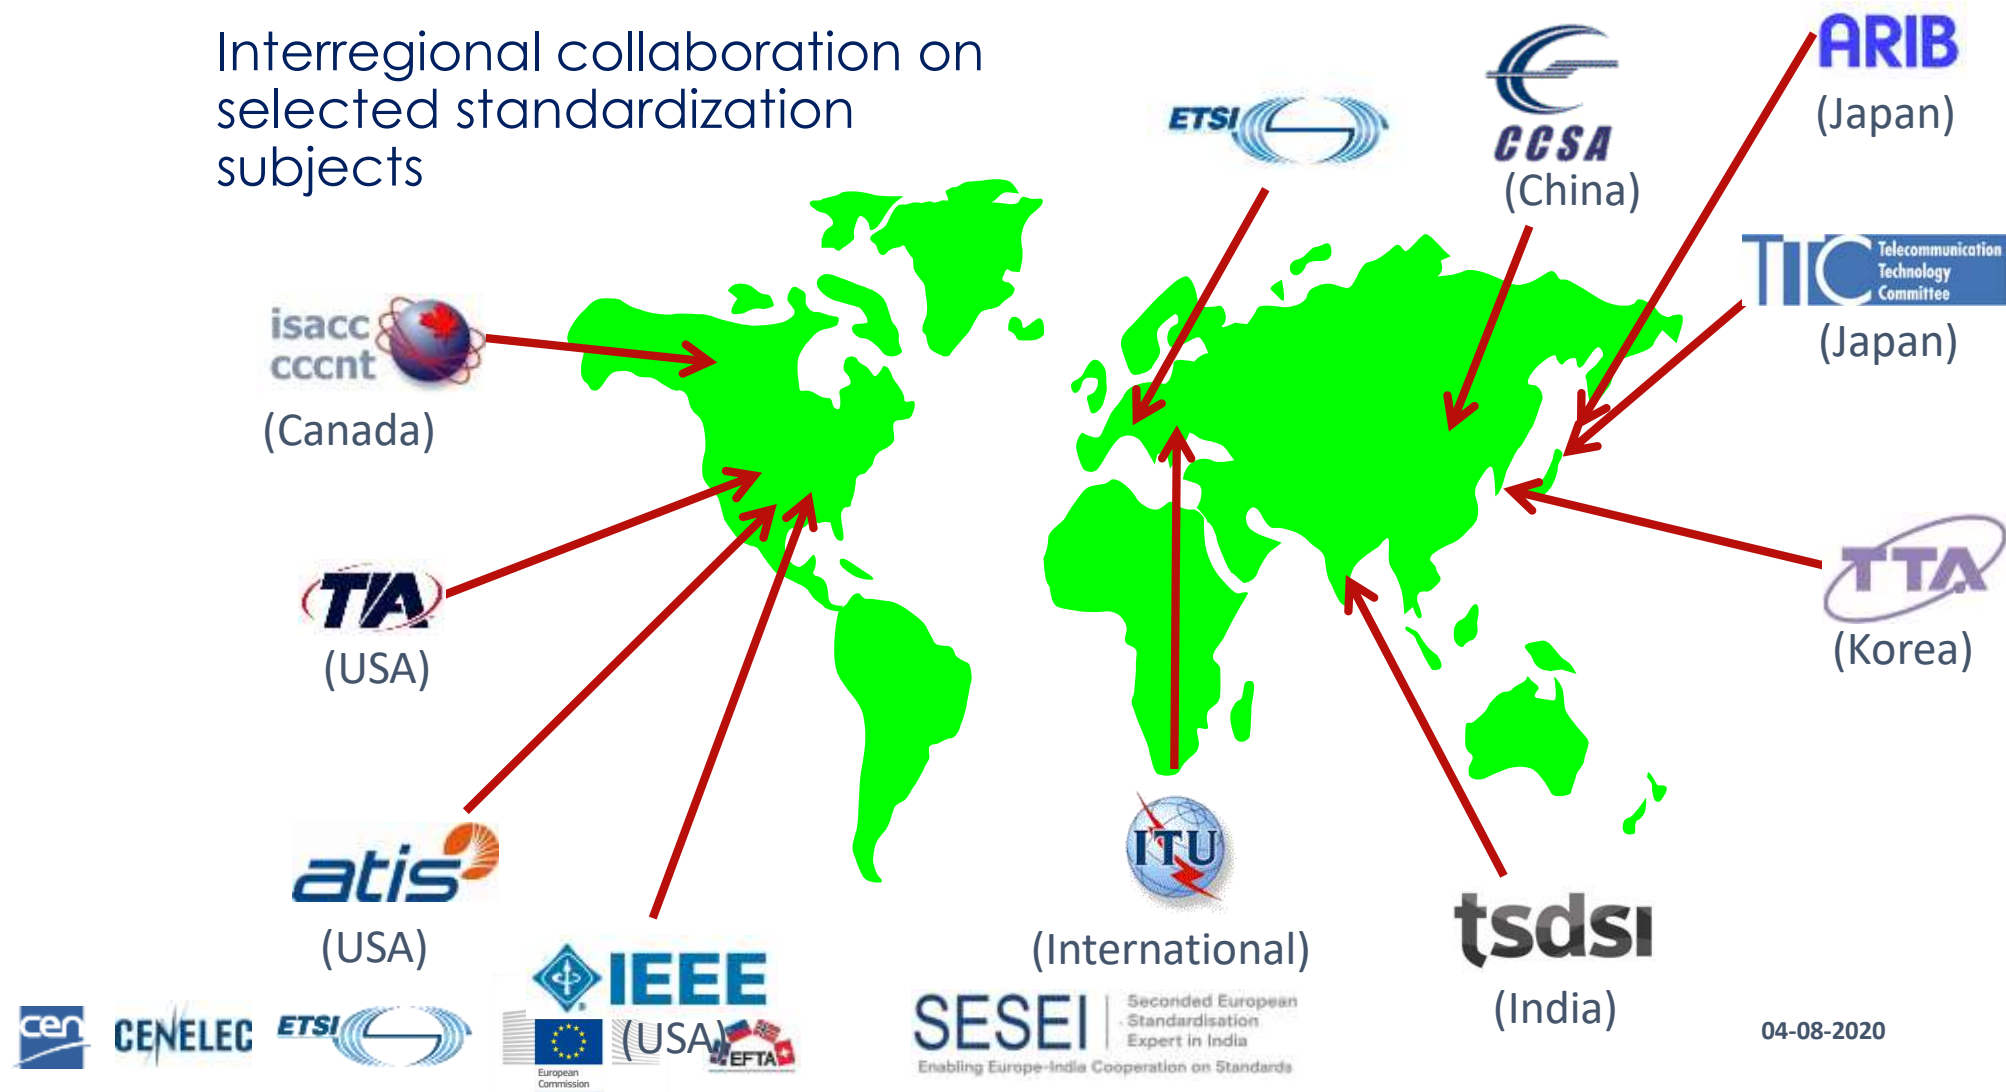 Interregional collaboration on
selected standardization
subjects
ETSI
CCSA
(China)
ARIB
(Japan)
TTC Telecommunication
Technology
Committee
(Japan)
isacc
cccnt
(Canada)
TIA
(USA)
TTA
(Korea)
atis
(USA)
IEEE
(USA)
ITU
(International)
tsdsi
(India)
cen
CENELEC
ETSI
European
Commission
EFTA
SESEI
Seconded European
Standardisation
Expert in India
Enabling Europe-India Cooperation on Standards
04-08-2020